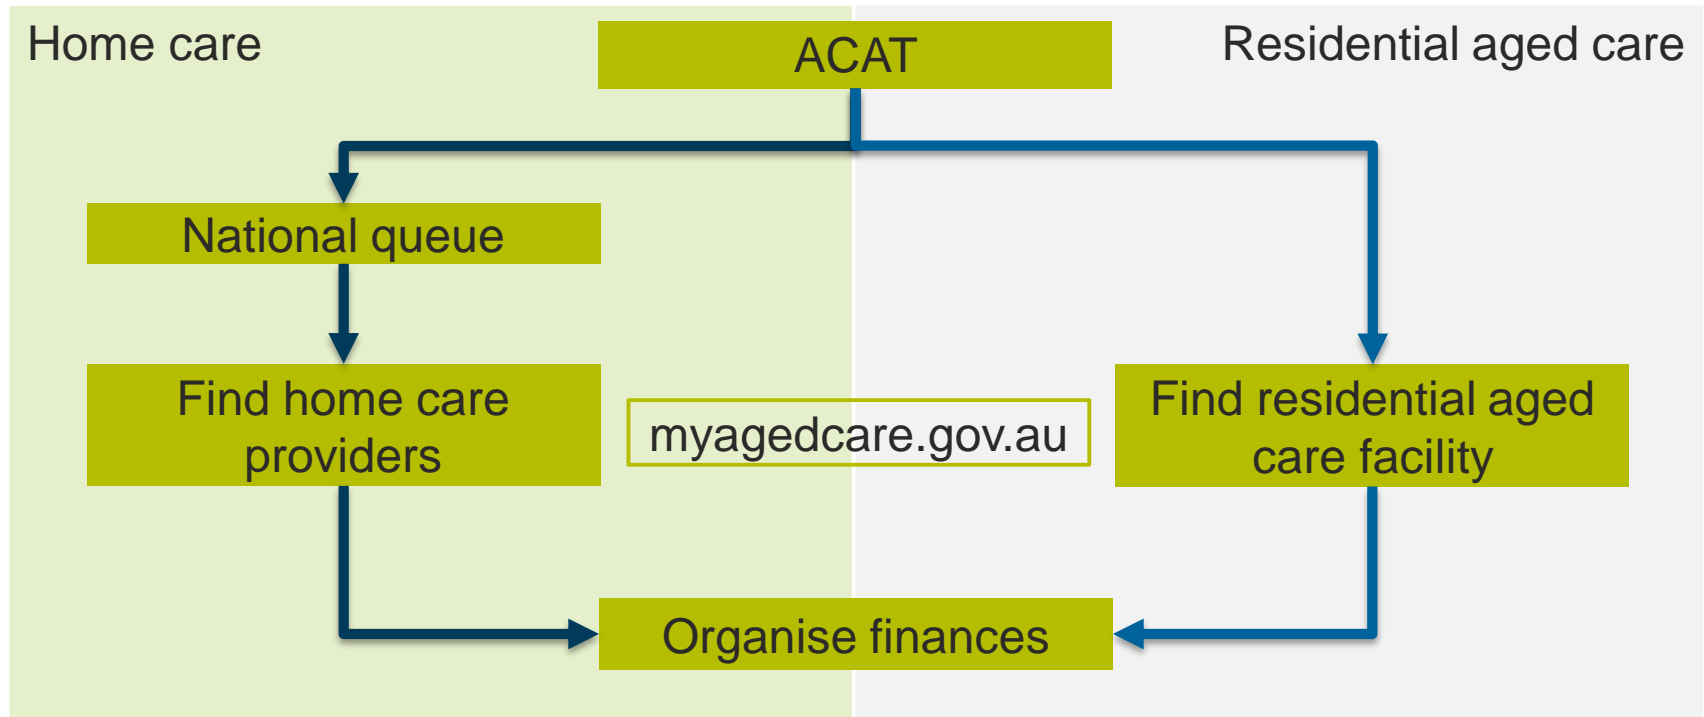 Home care
ACAT
Residential aged care
National queue
Find home care
providers
myagedcare.gov.au
Find residential aged
care facility
Organise finances